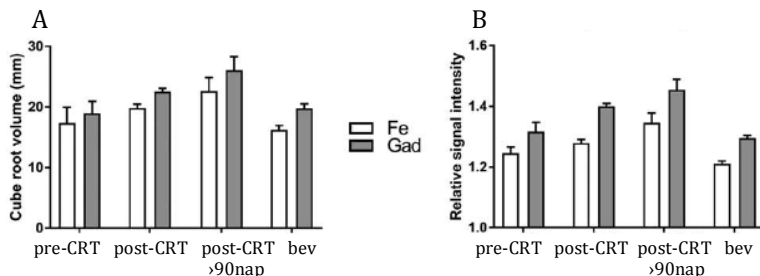 A
Cube root volume (mm)
30
20
10
0
pre-CRT
post-CRT
post-CRT
›90nap
bev
Fe
Gad
B
Relative signal intensity
1.6
1.4
1.2
1.0
pre-CRT
post-CRT
post-CRT
›90nap
bev